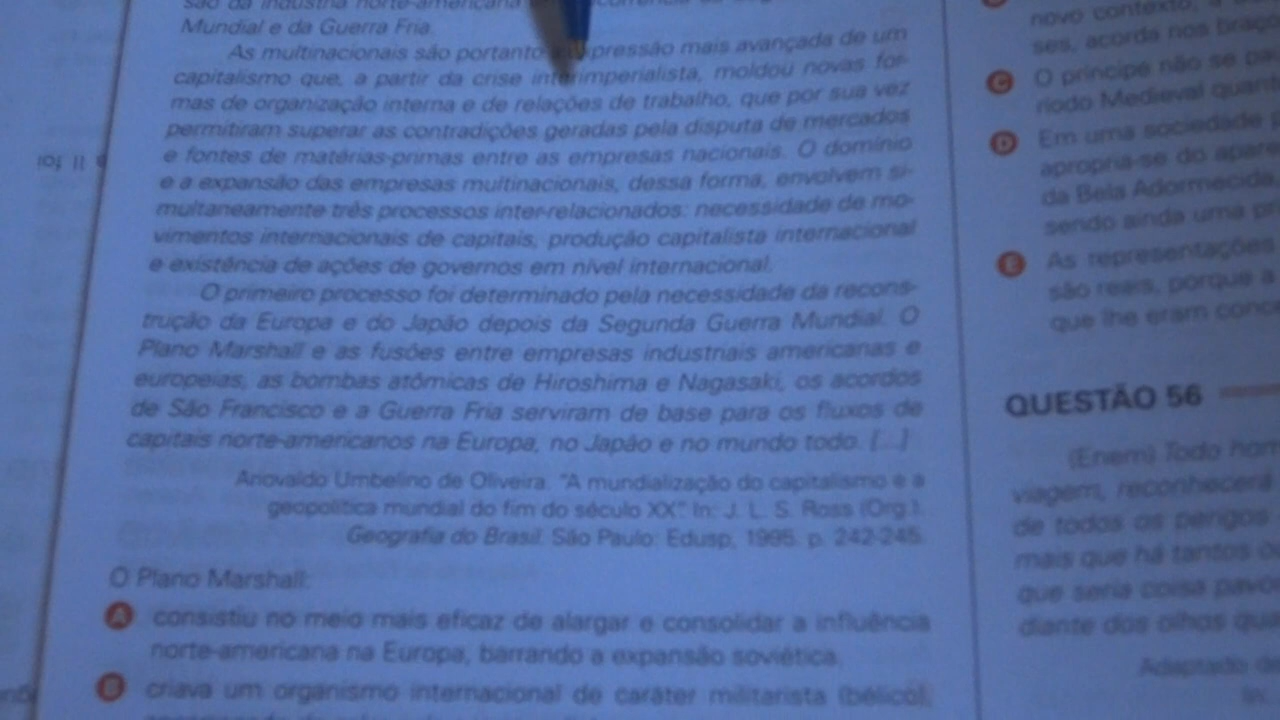 são da indústria norte-americana
Mundial e da Guerra Fria.
As multinacionais são portanto a expressão mais avançada de um
capitalismo que, a partir da crise interimperialista, moldou novas for-
mas de organização interna e de relações de trabalho, que por sua vez
permitiram superar as contradições geradas pela disputa de mercados
e fontes de matérias-primas entre as empresas nacionais. O domínio
e a expansão das empresas multinacionais, dessa forma, envolvem si-
multaneamente três processos inter-relacionados: necessidade de mo-
vimentos internacionais de capitais, produção capitalista internacional
e existência de ações de governos em nível internacional.
O primeiro processo foi determinado pela necessidade da recons-
trução da Europa e do Japão depois da Segunda Guerra Mundial. O
Plano Marshall e as fusões entre empresas industriais americanas e
europeias, as bombas atômicas de Hiroshima e Nagasaki, os acordos
de São Francisco e a Guerra Fria serviram de base para os fluxos de
capitais norte-americanos na Europa, no Japão e no mundo todo. [...]
Ariovaldo Umbelino de Oliveira. "A mundialização do capitalismo e a
geopolítica mundial do fim do século XX" In: J. L. S. Ross (Org.).
Geografia do Brasil. São Paulo: Edusp, 1995. p. 242-245.
O Plano Marshall:
A consistiu no meio mais eficaz de alargar e consolidar a influência
norte-americana na Europa, barrando a expansão soviética.
B criava um organismo internacional de caráter militarista (bélico),
novo contexto, a
ses, acorda nos braço
C O príncipe não se pa
ríodo Medieval quan
D Em uma sociedade
apropria-se do apare
da Bela Adormecida,
sendo ainda uma pr
E As representações
são reais, porque a
que lhe eram conc
QUESTÃO 56
(Enem) Todo hom
viagem, reconhecerá
de todos os perigos
mais que há tantos
que seria coisa pavo
diante dos olhos qua
Adaptado de
In: